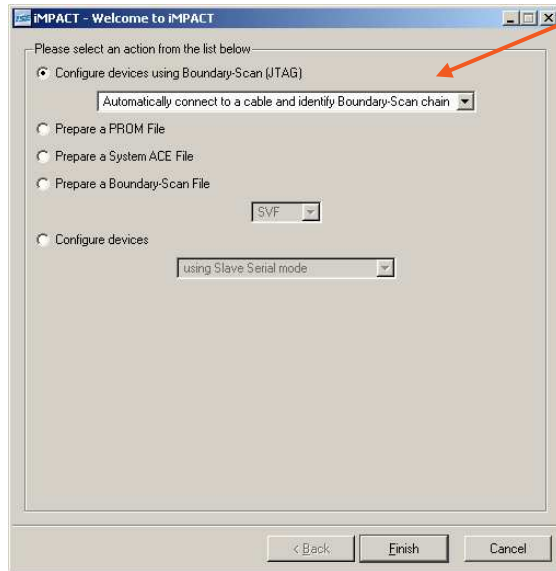 iMPACT - Welcome to iMPACT
Please select an action from the list below
Configure devices using Boundary-Scan (JTAG)
Automatically connect to a cable and identify Boundary-Scan chain
Prepare a PROM File
Prepare a System ACE File
Prepare a Boundary-Scan File
SVF
Configure devices
using Slave Serial mode
< Back
Finish
Cancel